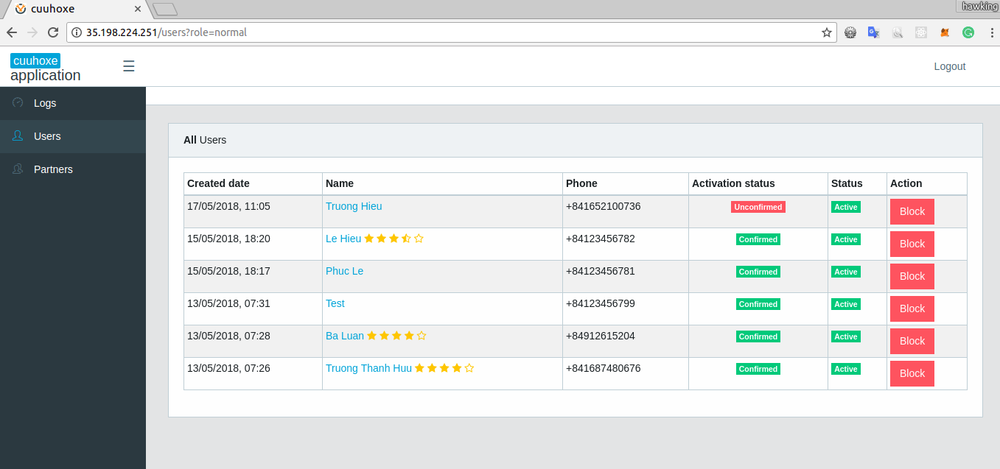 cuuhoxe
hawking
35.198.224.251/users?role=normal
cuuhoxe
application
Logout
Logs
Users
Partners
All Users
Created date Name Phone Activation status Status Action
17/05/2018, 11:05 Truong Hieu +841652100736 Unconfirmed Active Block
15/05/2018, 18:20 Le Hieu +84123456782 Confirmed Active Block
15/05/2018, 18:17 Phuc Le +84123456781 Confirmed Active Block
13/05/2018, 07:31 Test +84123456799 Confirmed Active Block
13/05/2018, 07:28 Ba Luan +84912615204 Confirmed Active Block
13/05/2018, 07:26 Truong Thanh Huu +841687480676 Confirmed Active Block